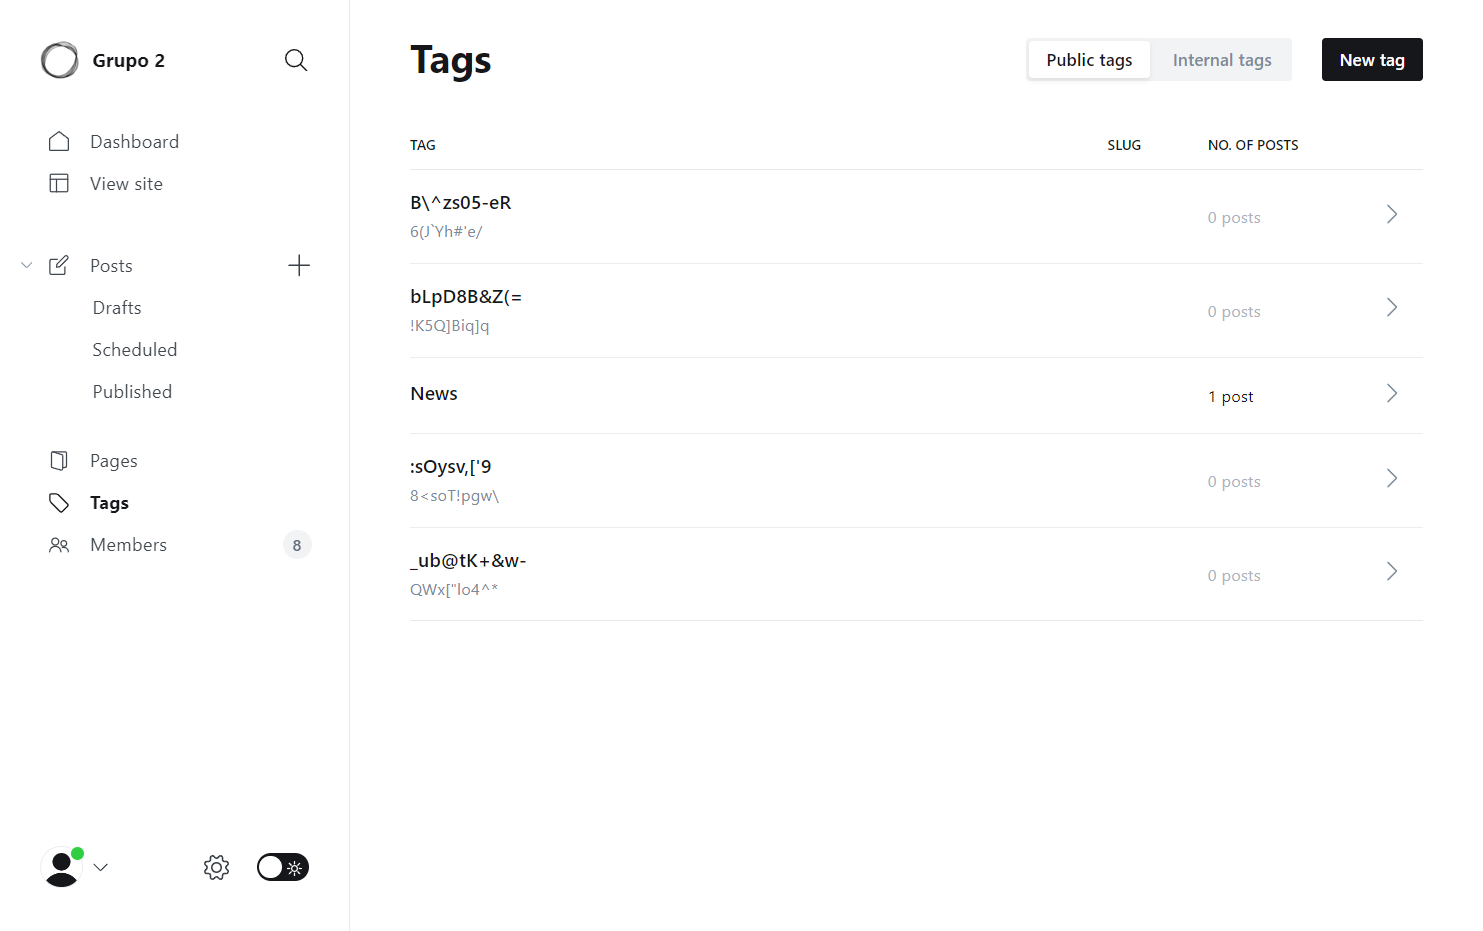 Grupo 2
Dashboard
View site
Posts
Drafts
Scheduled
Published
Pages
Tags
Members 8
Tags
Public tags Internal tags New tag
TAG SLUG NO. OF POSTS
B\^zs05-eR
6(J`Yh#'e/
0 posts
bLpD8B&Z(=
!K5Q]Biq]q
0 posts
News
1 post
:sOysv,['9
8<soT!pgw\
0 posts
_ub@tK+&w-
QWx["lo4^*
0 posts